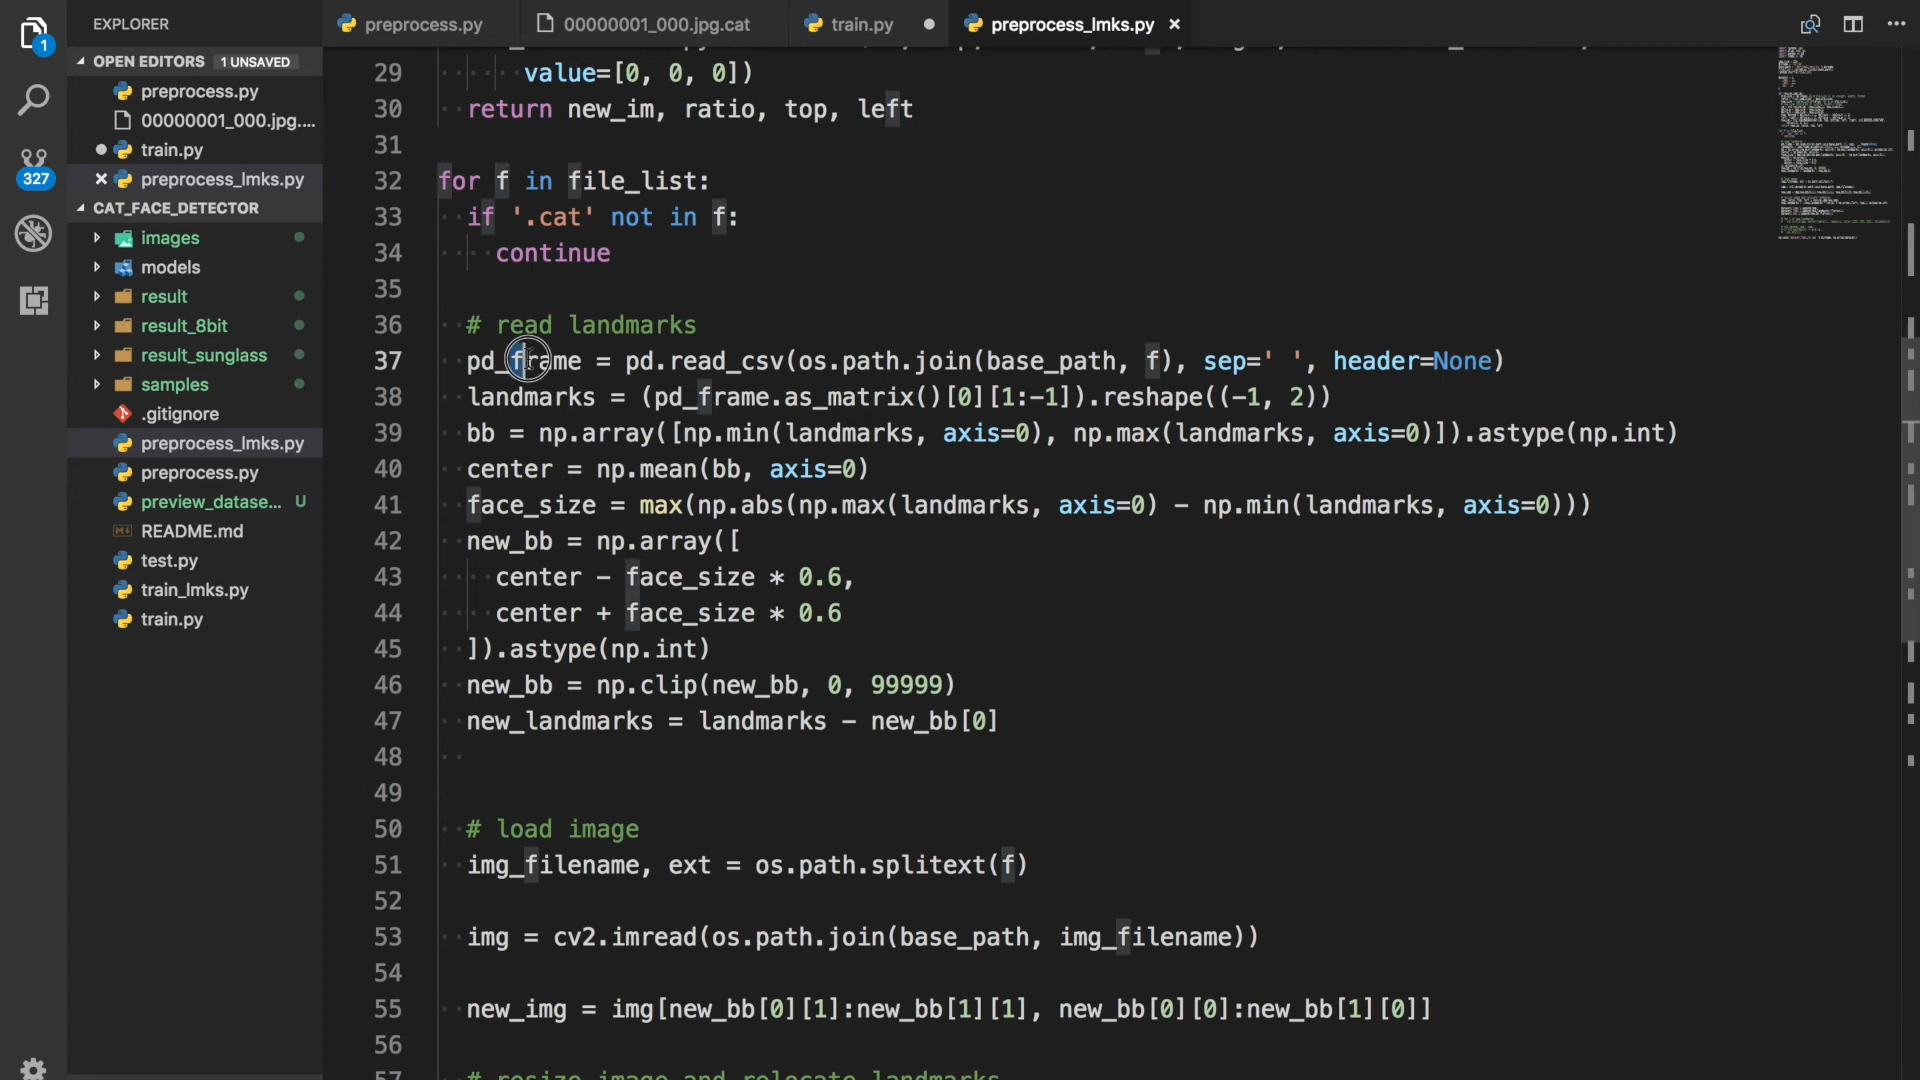 EXPLORER
OPEN EDITORS 1 UNSAVED
preprocess.py
00000001_000.jpg....
train.py
preprocess_lmks.py
CAT_FACE_DETECTOR
images
models
result
result_8bit
result_sunglass
samples
.gitignore
preprocess_lmks.py
preprocess.py
preview_datase... U
README.md
test.py
train_lmks.py
train.py
1
327
preprocess.py 00000001_000.jpg.cat train.py preprocess_lmks.py
29 value=[0, 0, 0])
30 return new_im, ratio, top, left
31
32 for f in file_list:
33 if '.cat' not in f:
34 continue
35
36 # read landmarks
37 pd_frame = pd.read_csv(os.path.join(base_path, f), sep=' ', header=None)
38 landmarks = (pd_frame.as_matrix()[0][1:-1]).reshape((-1, 2))
39 bb = np.array([np.min(landmarks, axis=0), np.max(landmarks, axis=0)]).astype(np.int)
40 center = np.mean(bb, axis=0)
41 face_size = max(np.abs(np.max(landmarks, axis=0) - np.min(landmarks, axis=0)))
42 new_bb = np.array([
43 center - face_size * 0.6,
44 center + face_size * 0.6
45 ]).astype(np.int)
46 new_bb = np.clip(new_bb, 0, 99999)
47 new_landmarks = landmarks - new_bb[0]
48
49
50 # load image
51 img_filename, ext = os.path.splitext(f)
52
53 img = cv2.imread(os.path.join(base_path, img_filename))
54
55 new_img = img[new_bb[0][1]:new_bb[1][1], new_bb[0][0]:new_bb[1][0]]
56
57 # resize image and relocate landmarks